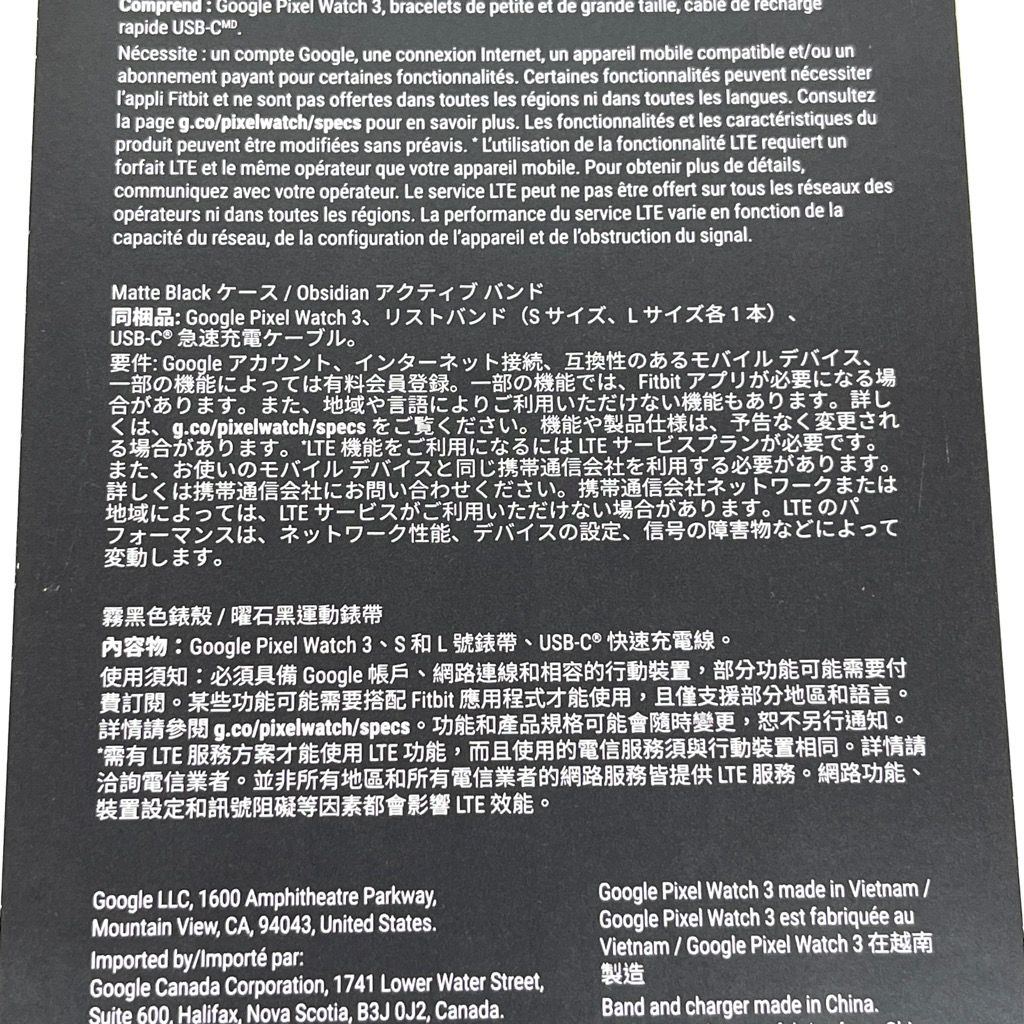 Comprend : Google Pixel Watch 3, bracelets de petite et de grande taille, câble de recharge
rapide USB-Cᴹᴰ.
Nécessite : un compte Google, une connexion Internet, un appareil mobile compatible et/ou un
abonnement payant pour certaines fonctionnalités. Certaines fonctionnalités peuvent nécessiter
l'appli Fitbit et ne sont pas offertes dans toutes les régions ni dans toutes les langues. Consultez
la page g.co/pixelwatch/specs pour en savoir plus. Les fonctionnalités et les caractéristiques du
produit peuvent être modifiées sans préavis. * L'utilisation de la fonctionnalité LTE requiert un
forfait LTE et le même opérateur que votre appareil mobile. Pour obtenir plus de détails,
communiquez avec votre opérateur. Le service LTE peut ne pas être offert sur tous les réseaux des
opérateurs ni dans toutes les régions. La performance du service LTE varie en fonction de la
capacité du réseau, de la configuration de l'appareil et de l'obstruction du signal.
Matte Black ケース / Obsidian アクティブ バンド
同梱品: Google Pixel Watch 3、リストバンド（S サイズ、L サイズ各 1 本）、
USB-C® 急速充電ケーブル。
要件: Google アカウント、インターネット接続、互換性のあるモバイル デバイス、
一部の機能によっては有料会員登録。一部の機能では、Fitbit アプリが必要になる場
合があります。また、地域や言語によりご利用いただけない機能もあります。詳し
くは、g.co/pixelwatch/specs をご覧ください。機能や製品仕様は、予告なく変更され
る場合があります。*LTE 機能をご利用になるには LTE サービスプランが必要です。
また、お使いのモバイル デバイスと同じ携帯通信会社を利用する必要があります。
詳しくは携帯通信会社にお問い合わせください。携帯通信会社ネットワークまたは
地域によっては、LTE サービスがご利用いただけない場合があります。LTE のパ
フォーマンスは、ネットワーク性能、デバイスの設定、信号の障害物などによって
変動します。
霧黑色錶殼 / 曜石黑運動錶帶
內容物：Google Pixel Watch 3、S 和 L 號錶帶、USB-C® 快速充電線。
使用須知：必須具備 Google 帳戶、網路連線和相容的行動裝置，部分功能可能需要付
費訂閱。某些功能可能需要搭配 Fitbit 應用程式才能使用，且僅支援部分地區和語言。
詳情請參閱 g.co/pixelwatch/specs。功能和產品規格可能會隨時變更，恕不另行通知。
*需有 LTE 服務方案才能使用 LTE 功能，而且使用的電信服務須與行動裝置相同。詳情請
洽詢電信業者。並非所有地區和所有電信業者的網路服務皆提供 LTE 服務。網路功能、
裝置設定和訊號阻礙等因素都會影響 LTE 效能。
Google LLC, 1600 Amphitheatre Parkway,
Mountain View, CA, 94043, United States.
Imported by/Importé par:
Google Canada Corporation, 1741 Lower Water Street,
Suite 600, Halifax, Nova Scotia, B3J 0J2, Canada.
Google Pixel Watch 3 made in Vietnam /
Google Pixel Watch 3 est fabriquée au
Vietnam / Google Pixel Watch 3 在越南
製造
Band and charger made in China.